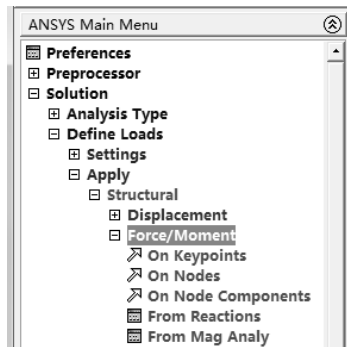 ANSYS Main Menu
Preferences
Preprocessor
Solution
Analysis Type
Define Loads
Settings
Apply
Structural
Displacement
Force/Moment
On Keypoints
On Nodes
On Node Components
From Reactions
From Mag Analy